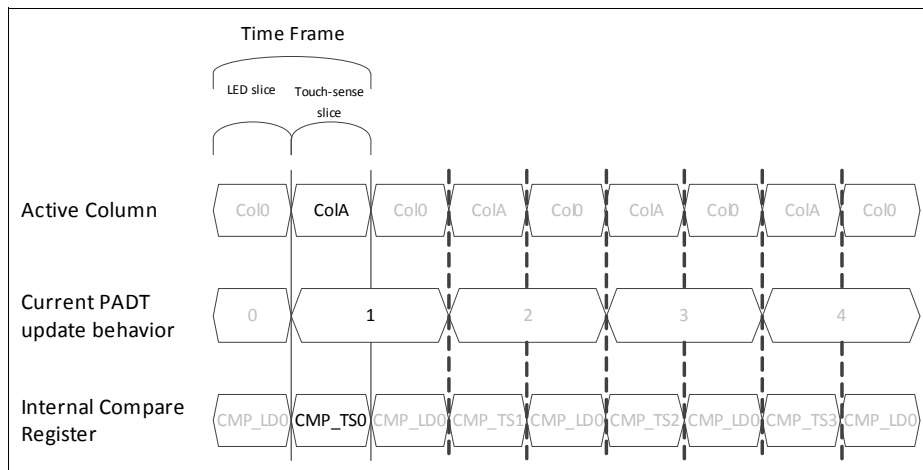 Time Frame
LED slice Touch-sense
slice
Active Column Col0 ColA Col0 ColA Col0 ColA Col0 ColA Col0
Current PADT
update behavior 0 1 2 3 4
Internal Compare
Register CMP_LD0 CMP_TS0 CMP_LD0 CMP_TS1 CMP_LD0 CMP_TS2 CMP_LD0 CMP_TS3 CMP_LD0